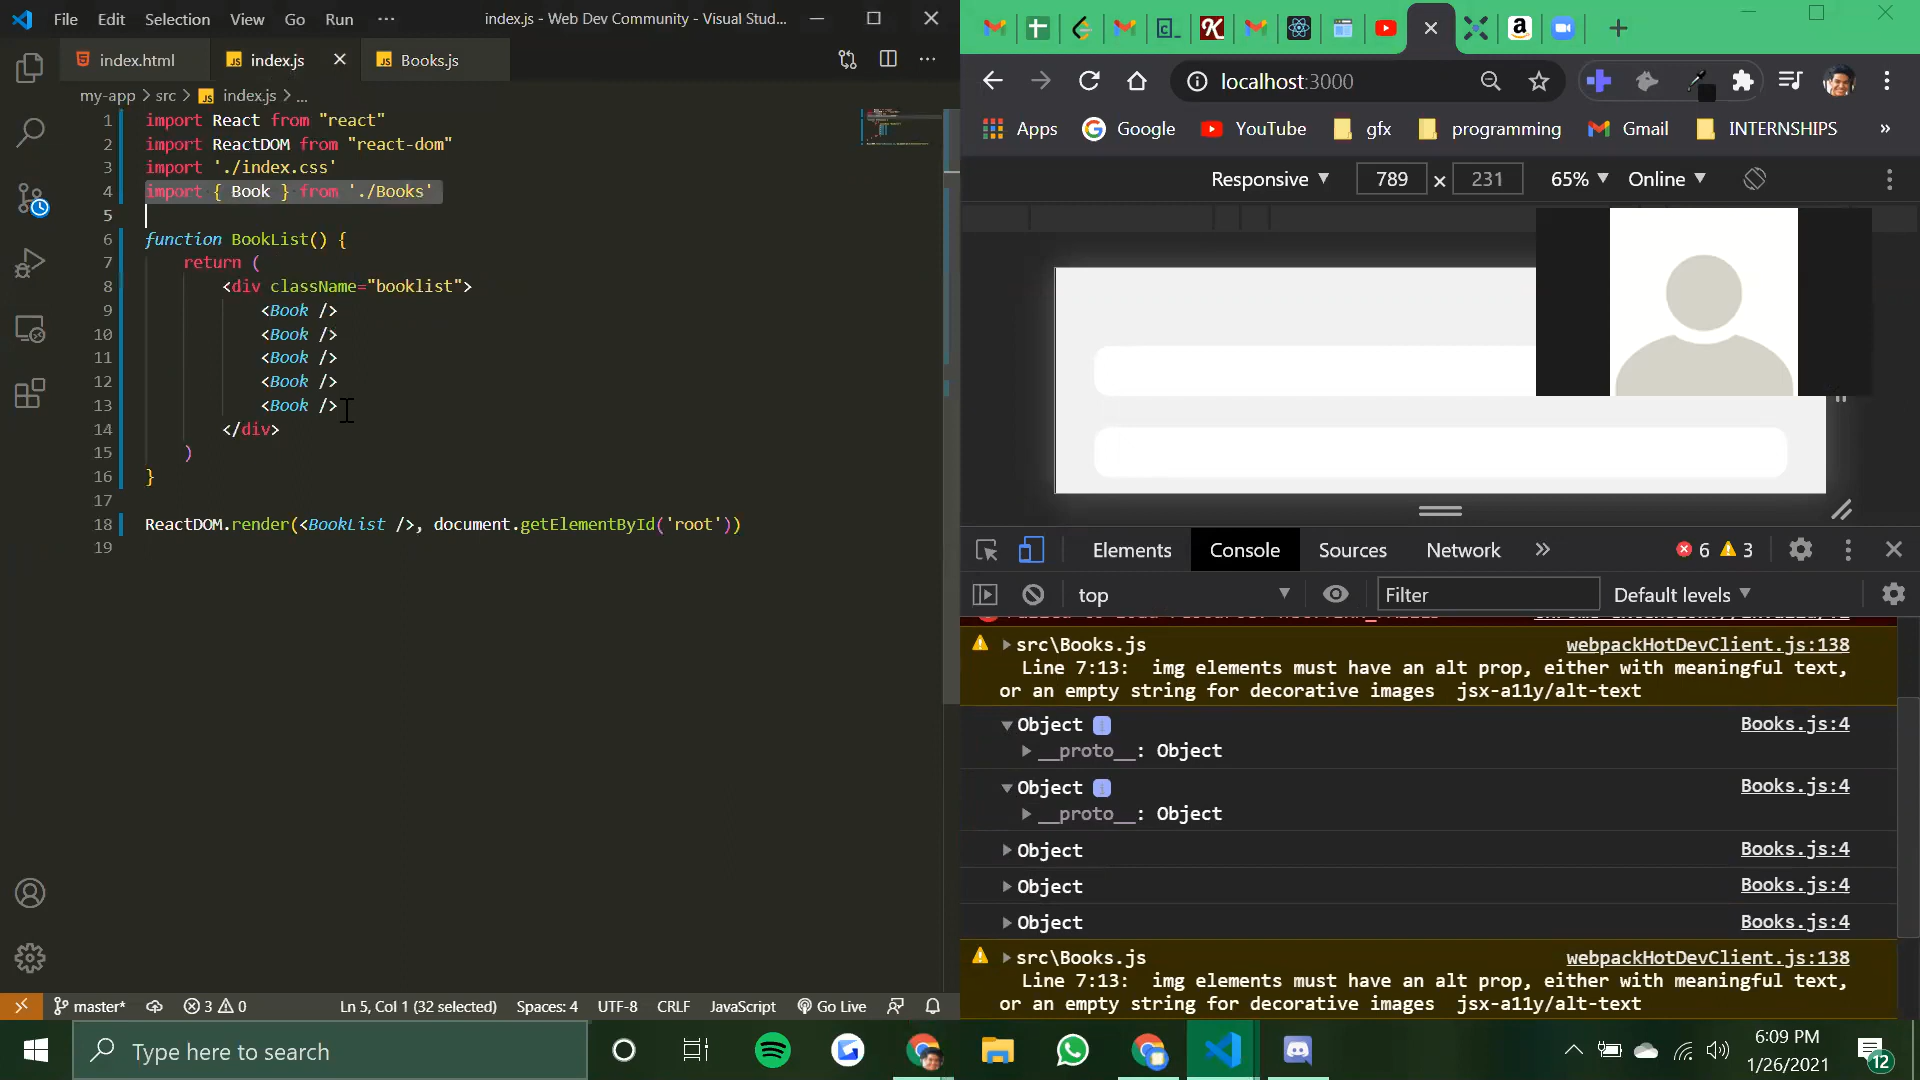 File Edit Selection View Go Run ··· index.js - Web Dev Community - Visual Stud...
index.html index.js Books.js
my-app > src > index.js > ...
1 import React from "react"
2 import ReactDOM from "react-dom"
3 import './index.css'
4 import { Book } from './Books'
5
6 function BookList() {
7 return (
8 <div className="booklist">
9 <Book />
10 <Book />
11 <Book />
12 <Book />
13 <Book />
14 </div>
15 )
16 }
17
18 ReactDOM.render(<BookList />, document.getElementById('root'))
19
master* 3 0 Ln 5, Col 1 (32 selected) Spaces: 4 UTF-8 CRLF JavaScript Go Live
localhost:3000
Apps Google YouTube gfx programming Gmail INTERNSHIPS »
Responsive 789 × 231 65% Online
Elements Console Sources Network » 6 3
top Filter Default levels
src\Books.js webpackHotDevClient.js:138
Line 7:13: img elements must have an alt prop, either with meaningful text,
or an empty string for decorative images jsx-a11y/alt-text
Object i Books.js:4
__proto__: Object
Object i Books.js:4
__proto__: Object
Object Books.js:4
Object Books.js:4
Object Books.js:4
src\Books.js webpackHotDevClient.js:138
Line 7:13: img elements must have an alt prop, either with meaningful text,
or an empty string for decorative images jsx-a11y/alt-text
Type here to search
6:09 PM
1/26/2021
12